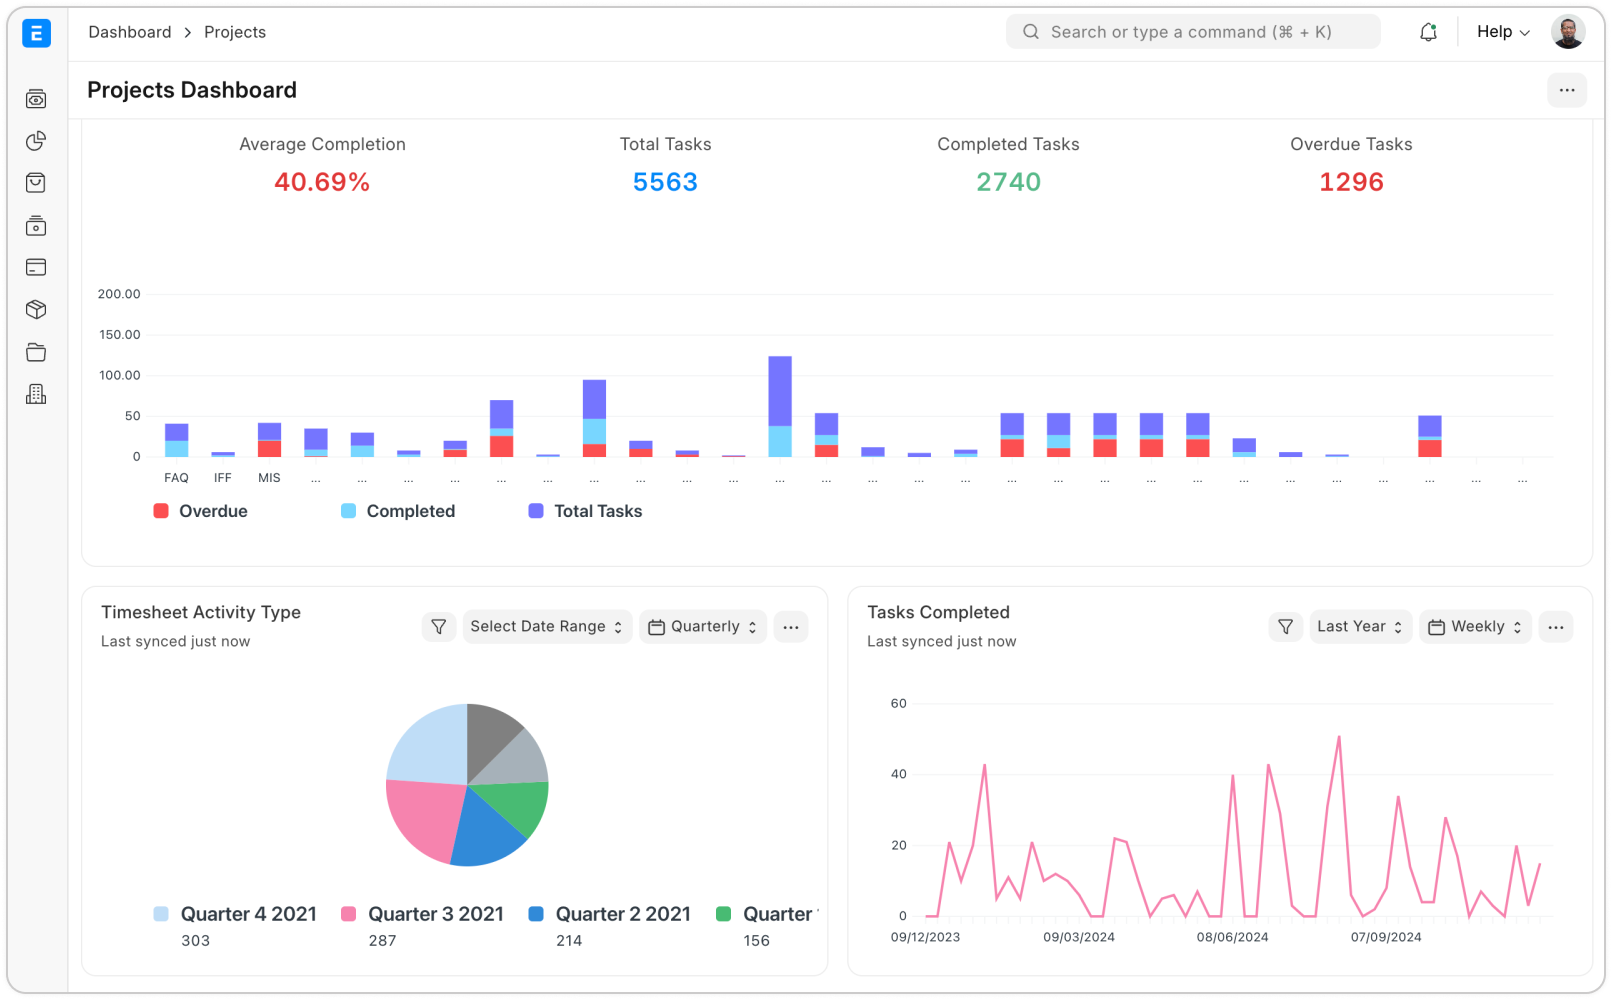 E
Dashboard > Projects
Search or type a command (⌘ + K)
Help
Projects Dashboard
...
Average Completion
40.69%
Total Tasks
5563
Completed Tasks
2740
Overdue Tasks
1296
200.00
150.00
100.00
50
0
FAQ IFF MIS ... ... ... ... ... ... ... ... ... ... ... ... ... ... ... ... ... ... ... ... ... ... ... ... ... ... ...
Overdue Completed Total Tasks
Timesheet Activity Type
Last synced just now
Select Date Range
Quarterly
...
Quarter 4 2021
303
Quarter 3 2021
287
Quarter 2 2021
214
Quarter
156
Tasks Completed
Last synced just now
Last Year
Weekly
...
60
40
20
0
09/12/2023 09/03/2024 08/06/2024 07/09/2024